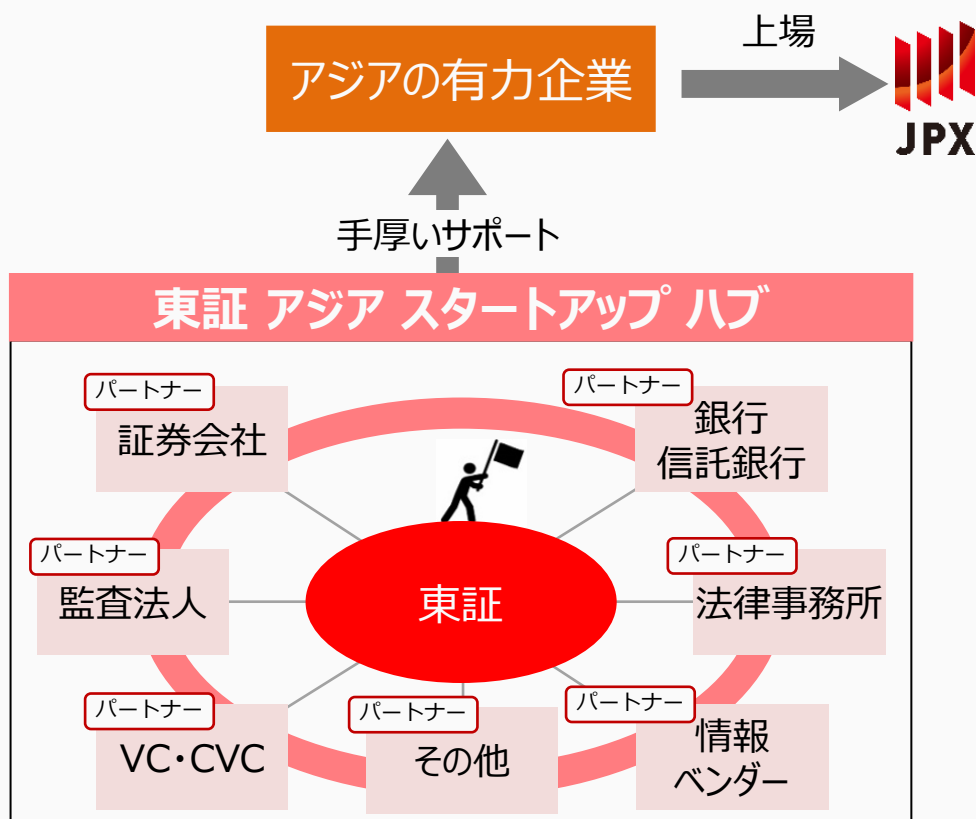 上場
アジアの有力企業
JPX
手厚いサポート
東証 アジア スタートアップ ハブ
パートナー
証券会社
パートナー
銀行
信託銀行
パートナー
監査法人
東証
パートナー
法律事務所
パートナー
VC・CVC
パートナー
その他
パートナー
情報
ベンダー